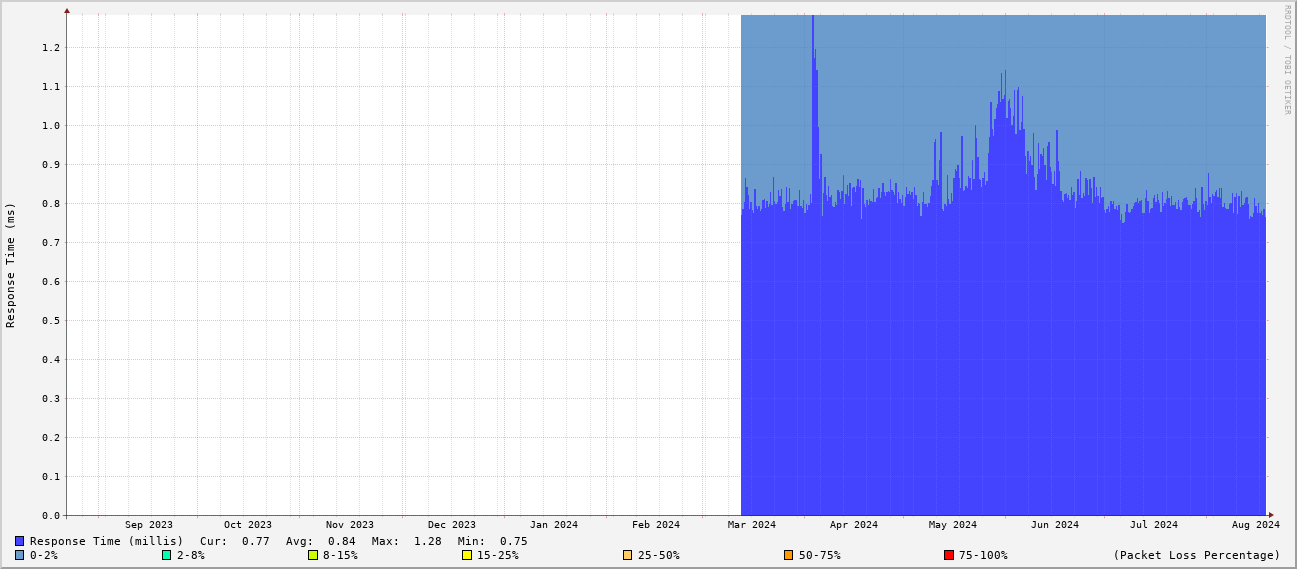 RRDTOOL / TOBI OETIKER
Response Time (ms)
1.2
1.1
1.0
0.9
0.8
0.7
0.6
0.5
0.4
0.3
0.2
0.1
0.0
Sep 2023 Oct 2023 Nov 2023 Dec 2023 Jan 2024 Feb 2024 Mar 2024 Apr 2024 May 2024 Jun 2024 Jul 2024 Aug 2024
Response Time (millis) Cur: 0.77 Avg: 0.84 Max: 1.28 Min: 0.75
0-2% 2-8% 8-15% 15-25% 25-50% 50-75% 75-100% (Packet Loss Percentage)